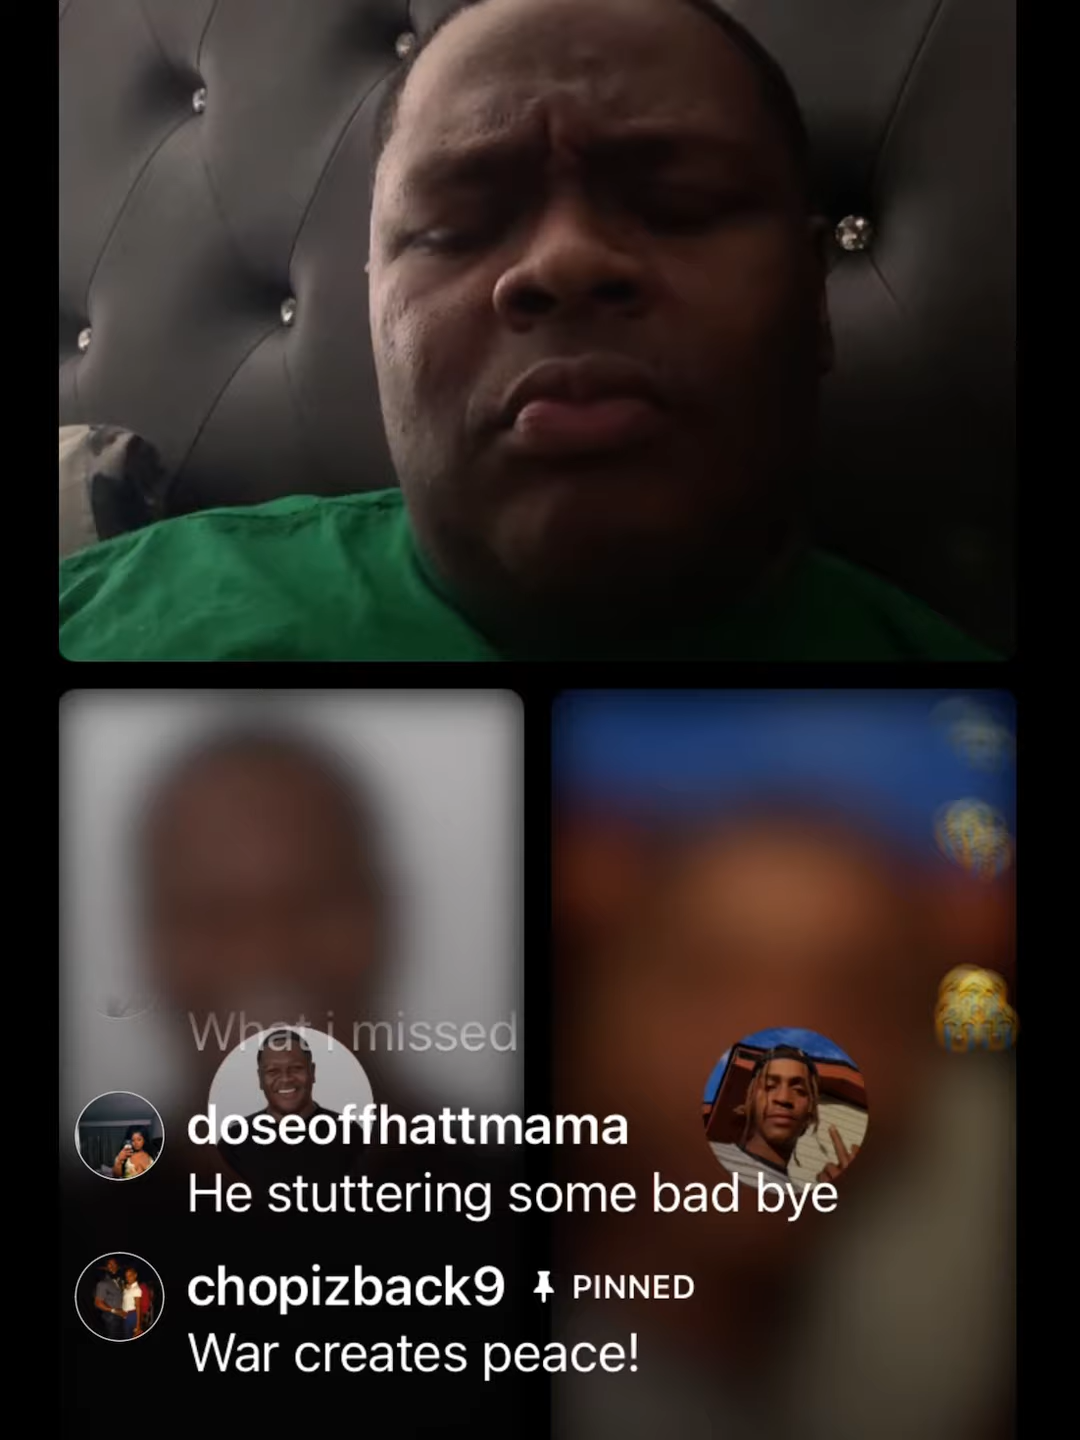 What i missed
doseoffhattmama
He stuttering some bad bye
chopizback9 PINNED
War creates peace!